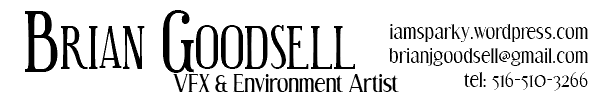 Brian Goodsell
VFX & Environment Artist
iamsparky.wordpress.com
brianjgoodsell@gmail.com
tel: 516-510-3266